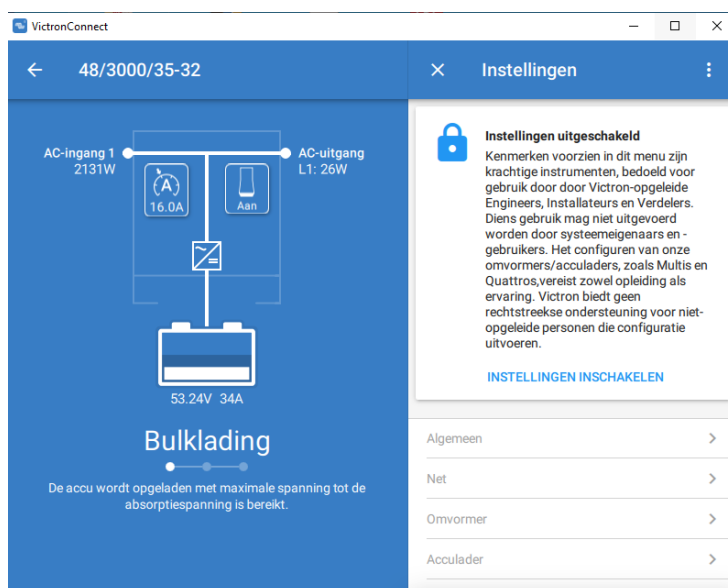 VictronConnect
48/3000/35-32
AC-ingang 1
2131W
16.0A
Aan
AC-uitgang
L1: 26W
53.24V 34A
Bulklading
De accu wordt opgeladen met maximale spanning tot de
absorptiespanning is bereikt.
Instellingen
Instellingen uitgeschakeld
Kenmerken voorzien in dit menu zijn
krachtige instrumenten, bedoeld voor
gebruik door door Victron-opgeleide
Engineers, Installateurs en Verdelers.
Diens gebruik mag niet uitgevoerd
worden door systeemeigenaars en -
gebruikers. Het configuren van onze
omvormers/acculaders, zoals Multis en
Quattros,vereist zowel opleiding als
ervaring. Victron biedt geen
rechtstreekse ondersteuning voor niet-
opgeleide personen die configuratie
uitvoeren.
INSTELLINGEN INSCHAKELEN
Algemeen
Net
Omvormer
Acculader